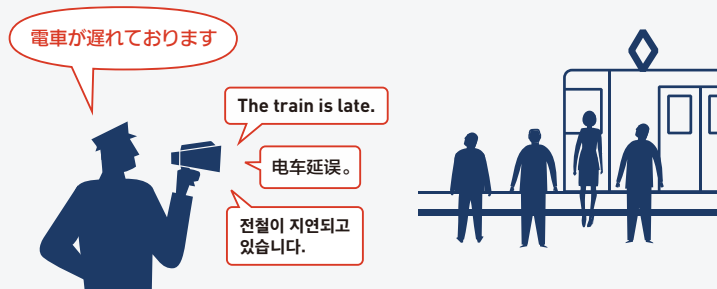 電車が遅れております
The train is late.
电车延误。
전철이 지연되고
있습니다.